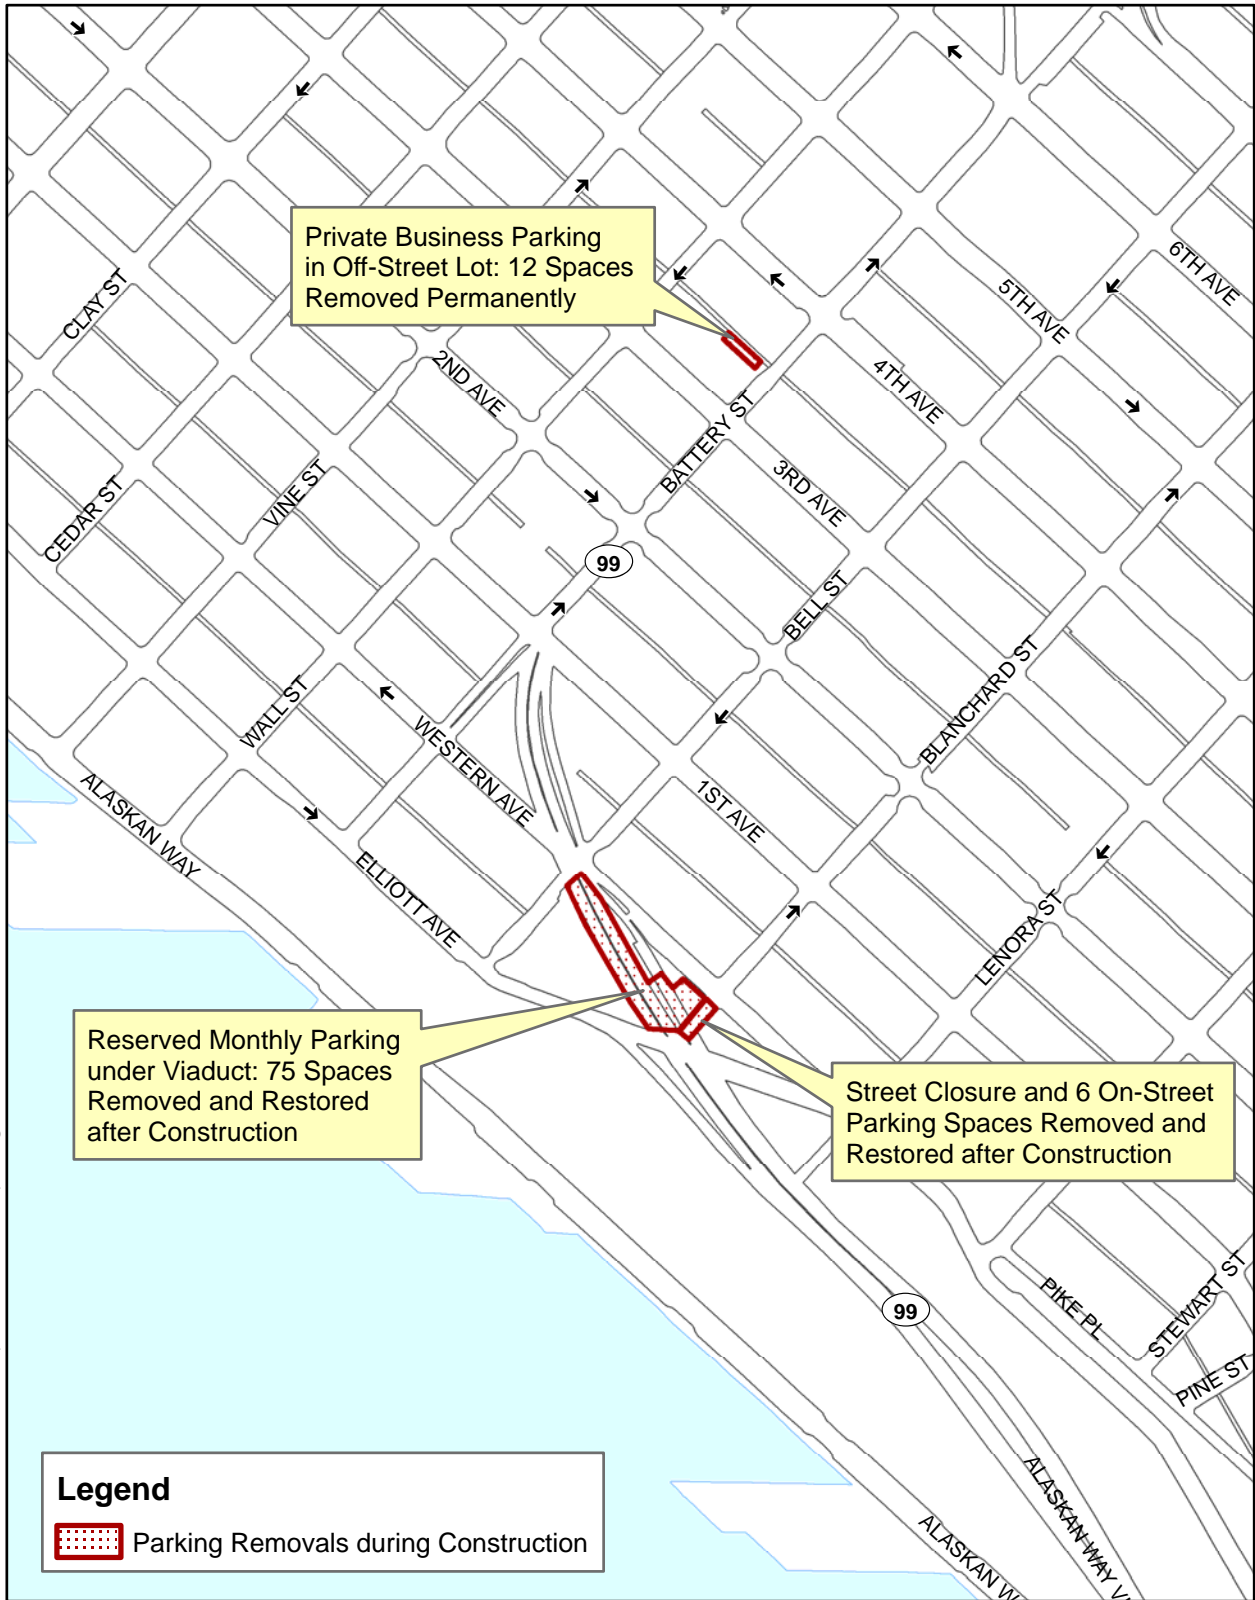 Private Business Parking
in Off-Street Lot: 12 Spaces
Removed Permanently
6TH AVE
5TH AVE
CLAY ST
2ND AVE
4TH AVE
BATTERY ST
3RD AVE
VINE ST
CEDAR ST
99
BELL ST
BLANCHARD ST
WALL ST
WESTERN AVE
1ST AVE
ALASKAN WAY
ELLIOTT AVE
LENORA ST
Reserved Monthly Parking
under Viaduct: 75 Spaces
Removed and Restored
after Construction
Street Closure and 6 On-Street
Parking Spaces Removed and
Restored after Construction
STEWART ST
PIKE PL
99
PINE ST
Legend
Parking Removals during Construction
ALASKAN WAY V
ALASKAN W